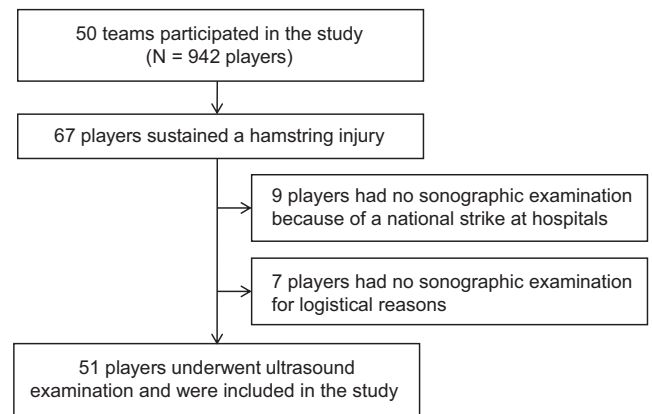 50 teams participated in the study
(N = 942 players)
67 players sustained a hamstring injury
9 players had no sonographic examination
because of a national strike at hospitals
7 players had no sonographic examination
for logistical reasons
51 players underwent ultrasound
examination and were included in the study